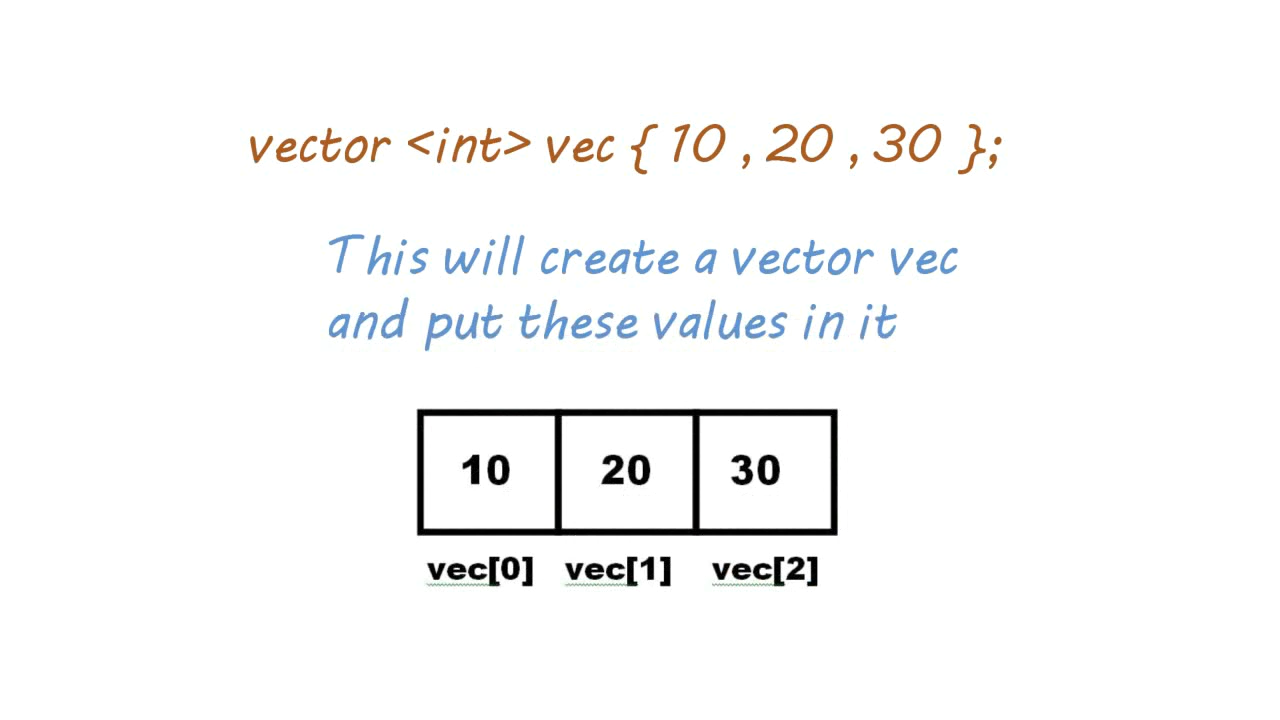 vector <int> vec { 10 , 20 , 30 };
This will create a vector vec
and put these values in it
10 20 30
vec[0] vec[1] vec[2]